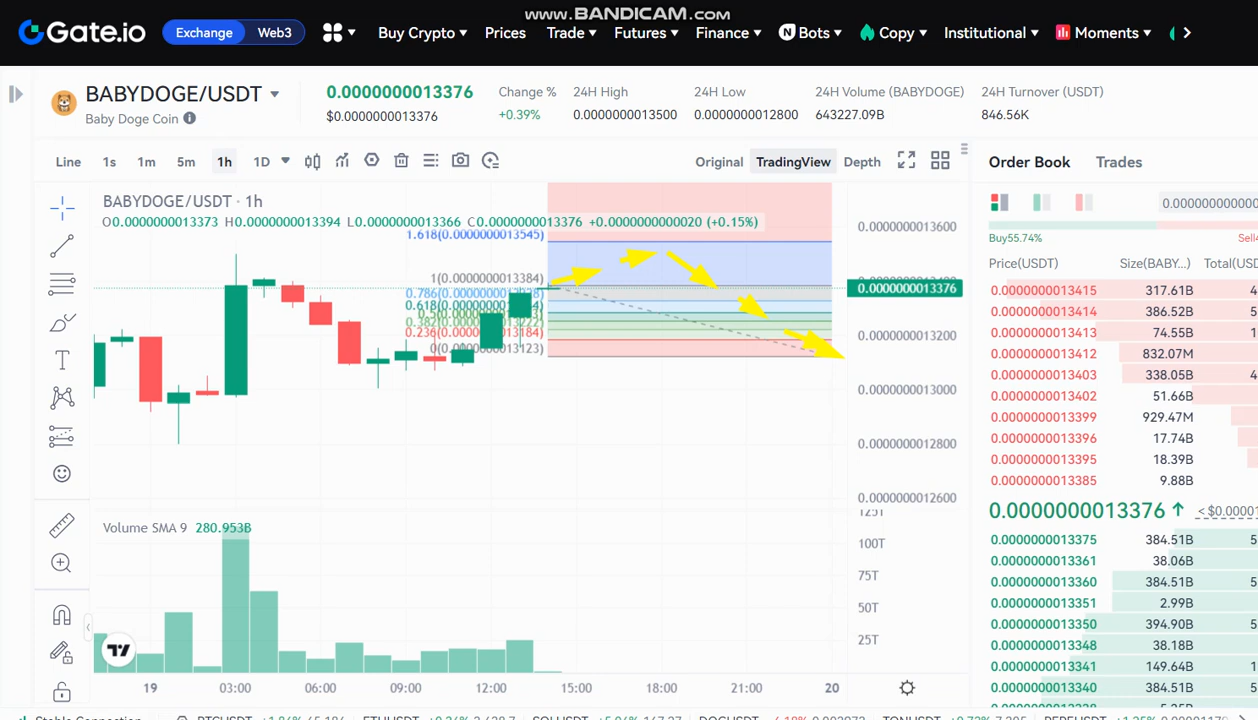 www.BANDICAM.com
Gate.io Exchange Web3 Buy Crypto Prices Trade Futures Finance Bots Copy Institutional Moments
BABYDOGE/USDT
Baby Doge Coin
0.0000000013376
$0.0000000013376
Change %
+0.39%
24H High
0.0000000013500
24H Low
0.0000000012800
24H Volume (BABYDOGE)
643227.09B
24H Turnover (USDT)
846.56K
Line 1s 1m 5m 1h 1D Original TradingView Depth
BABYDOGE/USDT · 1h
O0.0000000013373 H0.0000000013394 L0.0000000013366 C0.0000000013376 +0.0000000000020 (+0.15%)
1.618(0.0000000013545)
1(0.0000000013384)
0(0.0000000013123)
0.236(0.0000000013184)
0.0000000013600
0.0000000013376
0.0000000013200
0.0000000013000
0.0000000012800
0.0000000012600
Volume SMA 9 280.953B
125T
100T
75T
50T
25T
19 03:00 06:00 09:00 12:00 15:00 18:00 21:00 20
Order Book Trades
Buy55.74%
Price(USDT) Size(BABY...)
0.0000000013415 317.61B
0.0000000013414 386.52B
0.0000000013413 74.55B
0.0000000013412 832.07M
0.0000000013403 338.05B
0.0000000013402 51.66B
0.0000000013399 929.47M
0.0000000013396 17.74B
0.0000000013395 18.39B
0.0000000013385 9.88B
0.0000000013376
0.0000000013375 384.51B
0.0000000013361 38.06B
0.0000000013360 384.51B
0.0000000013351 2.99B
0.0000000013350 394.90B
0.0000000013348 38.18B
0.0000000013341 149.64B
0.0000000013340 384.51B